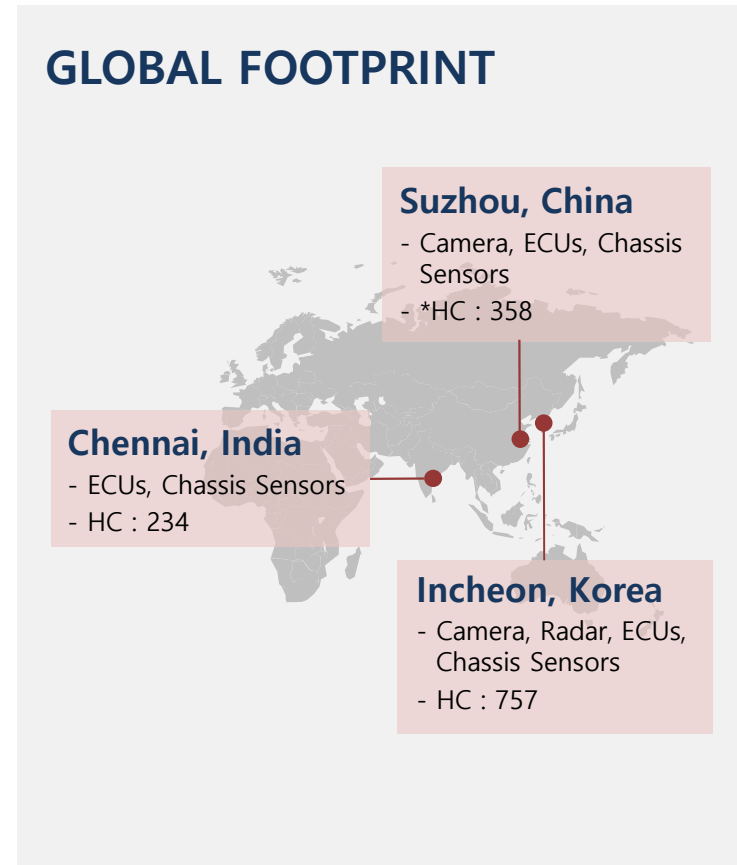 GLOBAL FOOTPRINT
Suzhou, China
- Camera, ECUs, Chassis
Sensors
- *HC : 358
Chennai, India
- ECUs, Chassis Sensors
- HC : 234
Incheon, Korea
- Camera, Radar, ECUs,
Chassis Sensors
- HC : 757